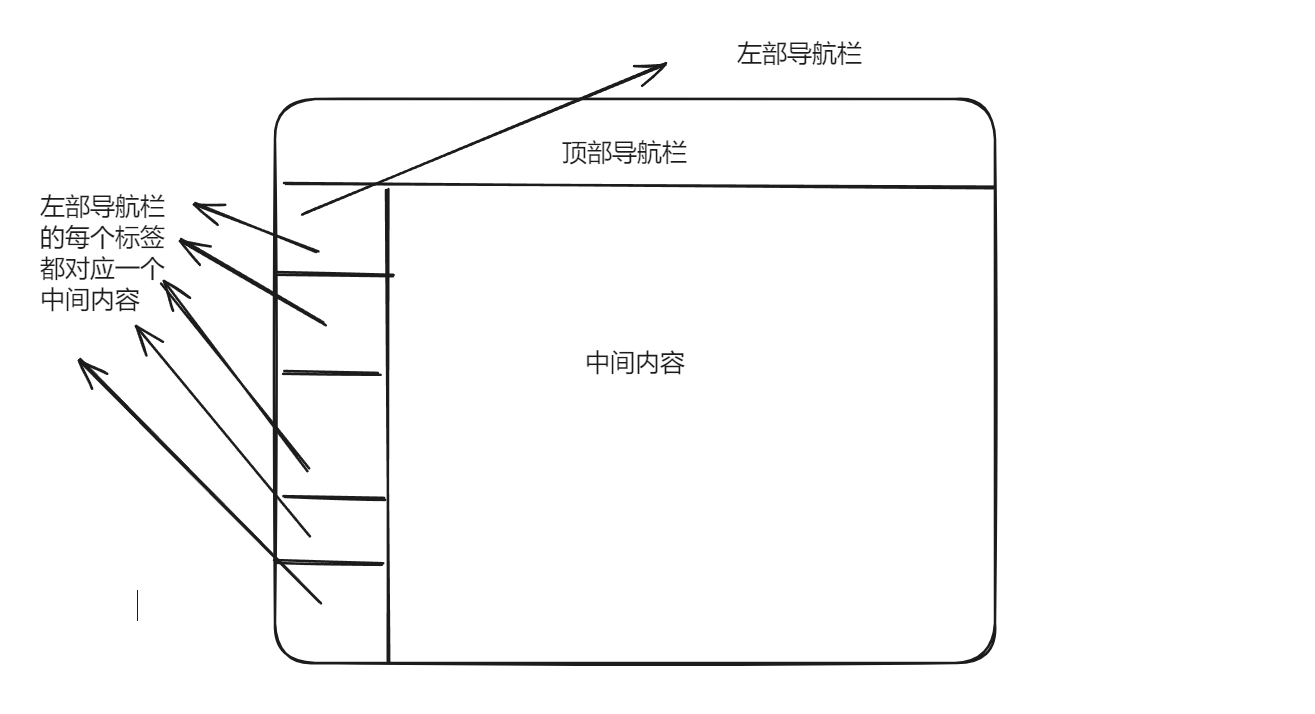 左部导航栏
顶部导航栏
左部导航栏
的每个标签
都对应一个
中间内容
中间内容